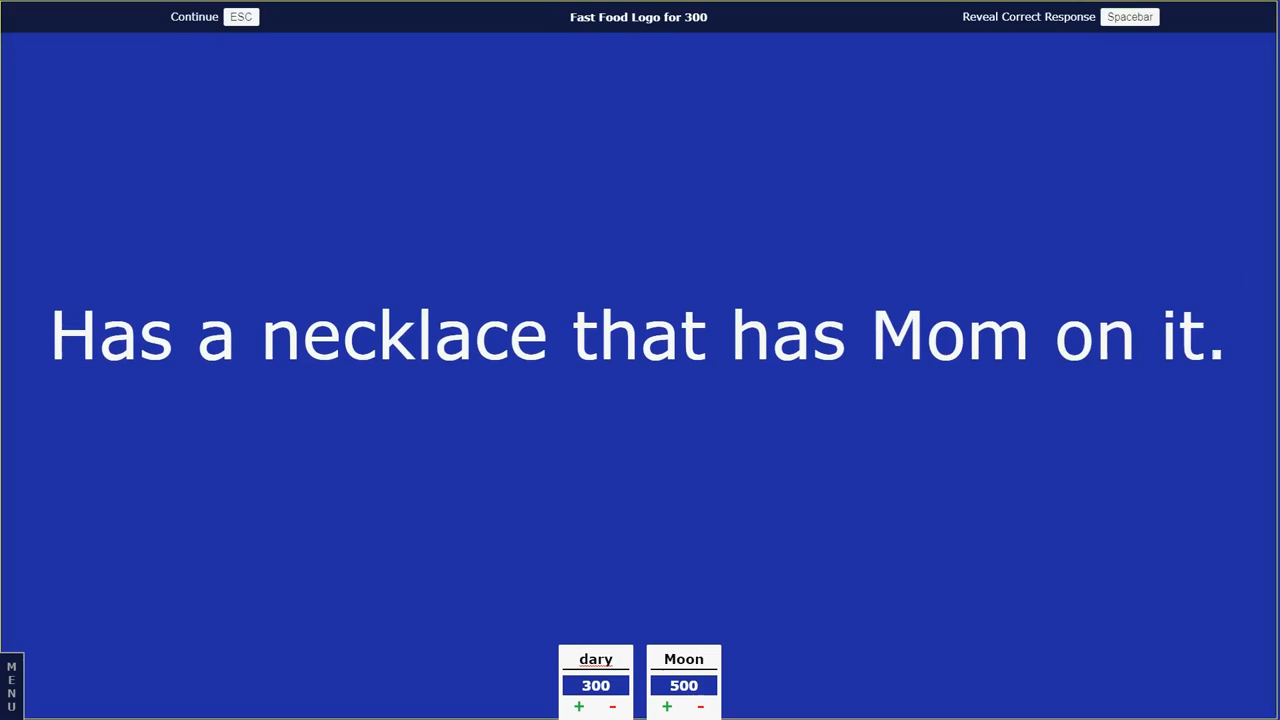 Continue ESC Fast Food Logo for 300 Reveal Correct Response Spacebar
Has a necklace that has Mom on it.
MENU
dary Moon
300 500
+ - + -